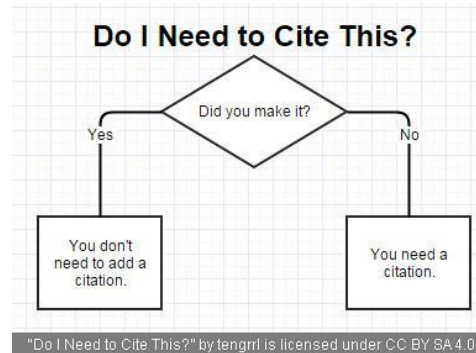 Do I Need to Cite This?
Did you make it?
Yes
No
You don't
need to add a
citation.
You need a
citation.
"Do I Need to Cite This?" by tengrrl is licensed under CC BY SA 4.0